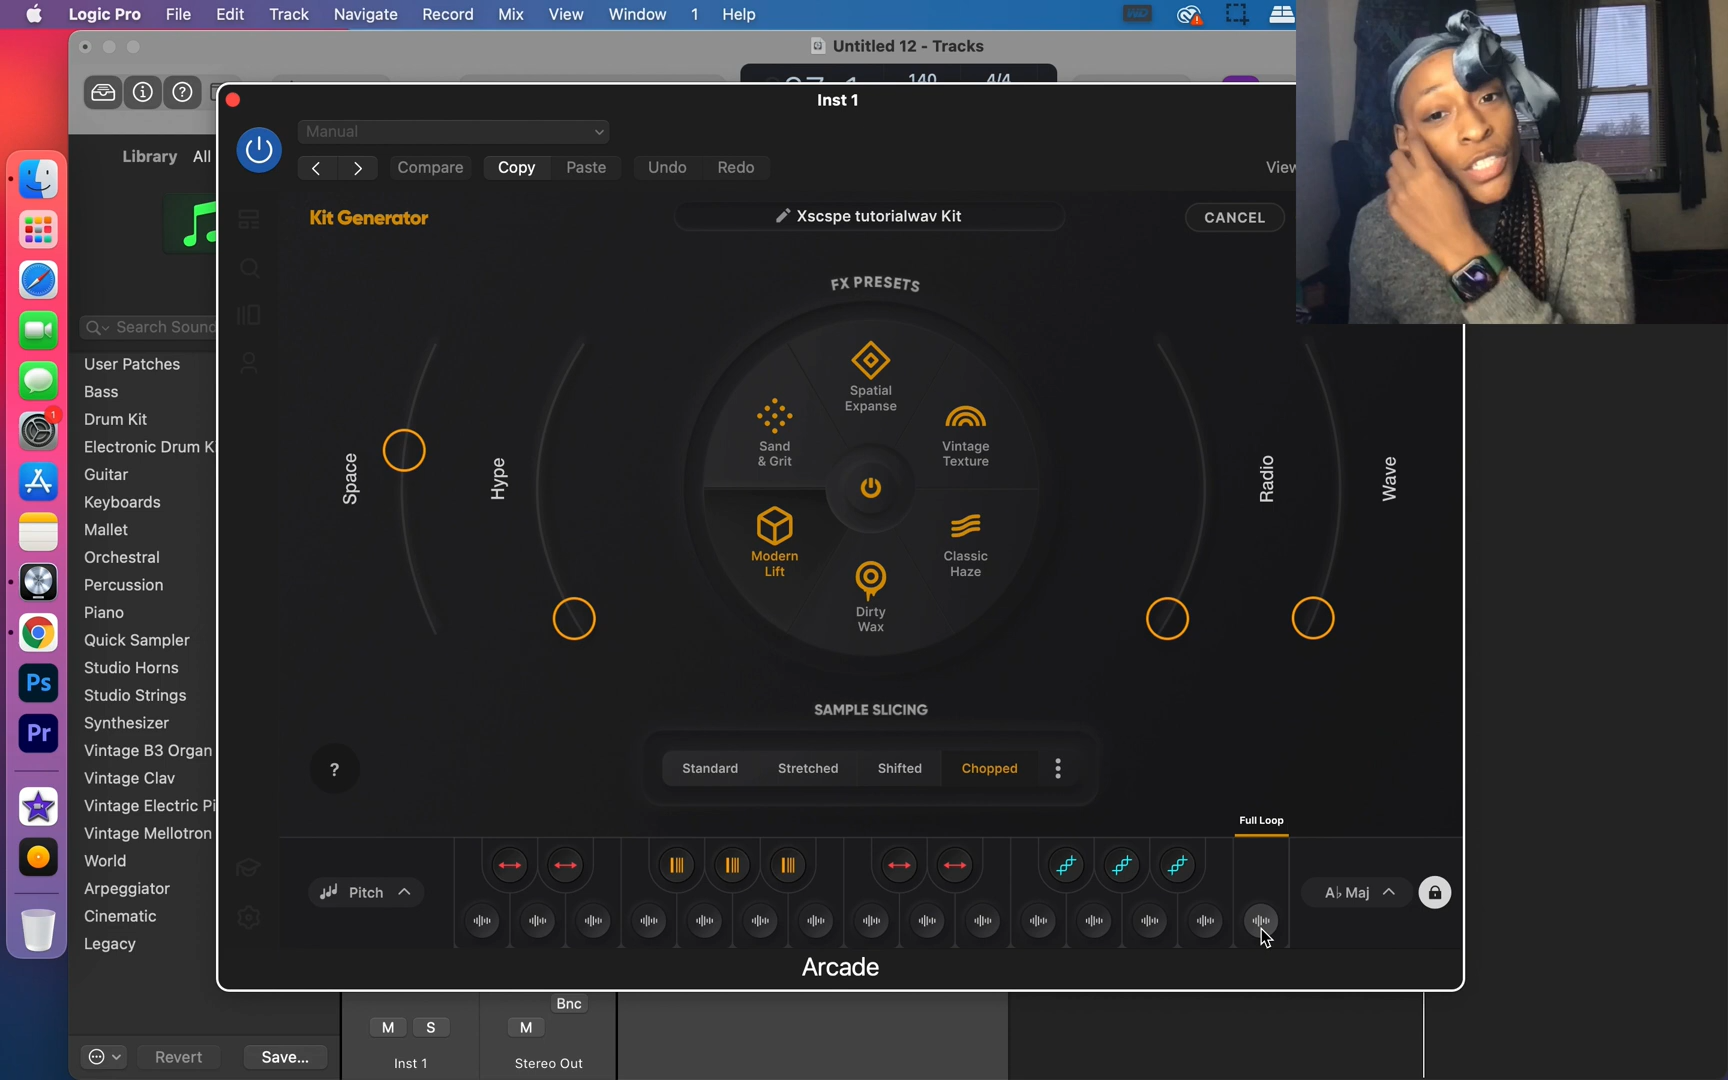 Logic Pro File Edit Track Navigate Record Mix View Window 1 Help
Untitled 12 - Tracks
140 4/4
Inst 1
Manual
Library All
Compare Copy Paste Undo Redo View
Kit Generator
Xscspe tutorialwav Kit
CANCEL
FX PRESETS
Search Sound
User Patches
Bass
Drum Kit
Electronic Drum K
Guitar
Keyboards
Mallet
Orchestral
Percussion
Piano
Quick Sampler
Studio Horns
Studio Strings
Synthesizer
Vintage B3 Organ
Vintage Clav
Vintage Electric Pi
Vintage Mellotron
World
Arpeggiator
Cinematic
Legacy
Spatial
Expanse
Sand
& Grit
Vintage
Texture
Space
Hype
Radio
Wave
Modern
Lift
Classic
Haze
Dirty
Wax
Ps
Pr
SAMPLE SLICING
?
Standard Stretched Shifted Chopped
Full Loop
Pitch
A♭ Maj
Arcade
Bnc
M S M
Revert Save...
Inst 1 Stereo Out